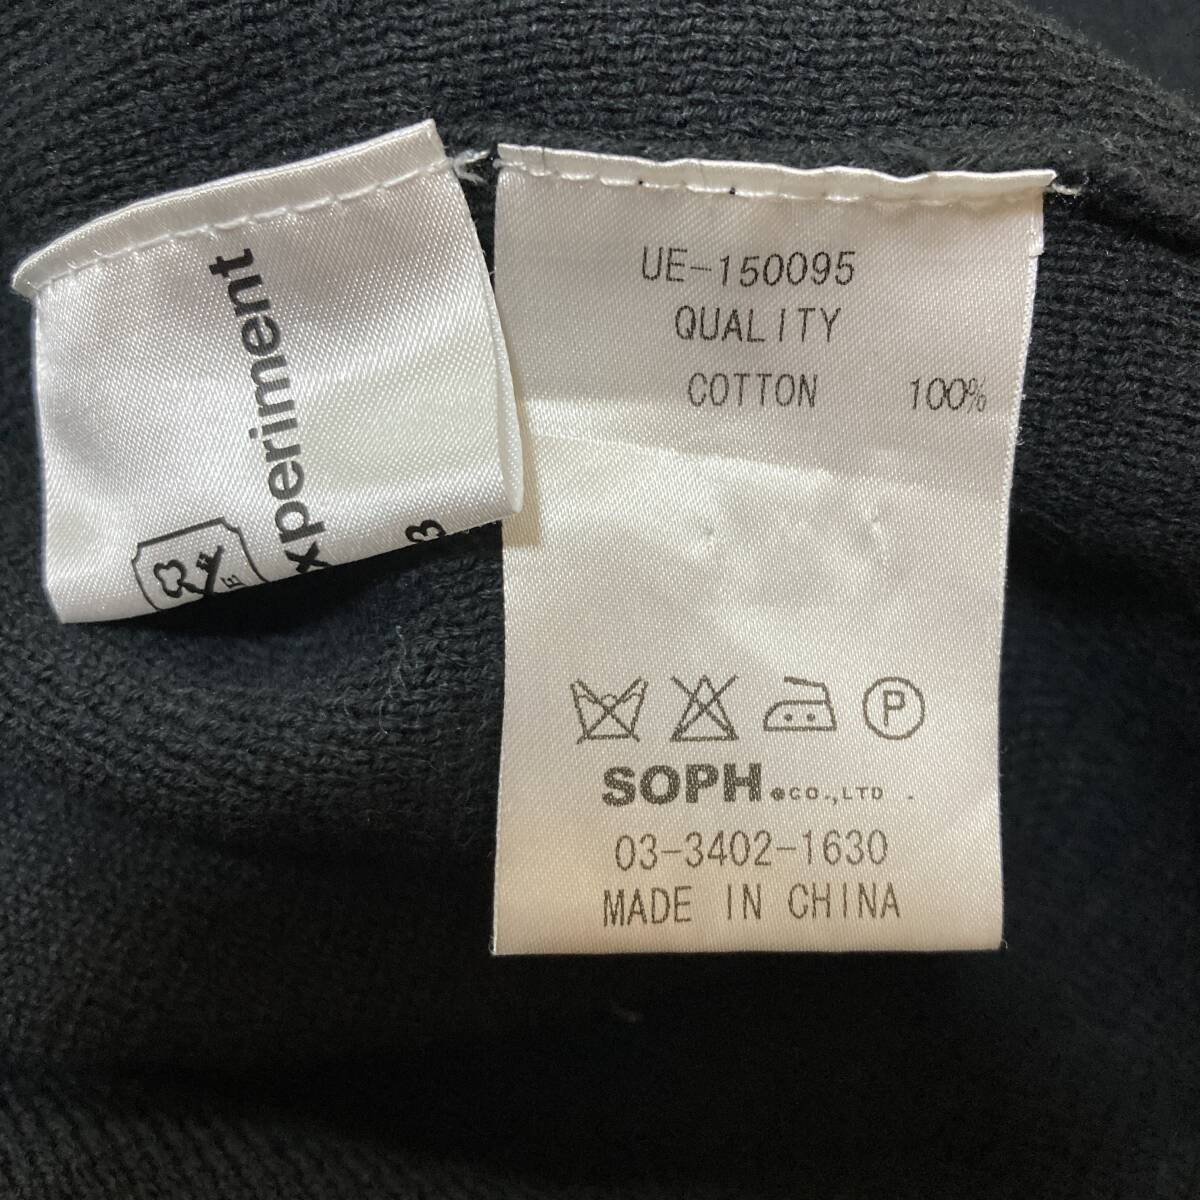 xperiment
3
E
UE-150095
QUALITY
COTTON 100%
P
SOPH.®CO.,LTD.
03-3402-1630
MADE IN CHINA